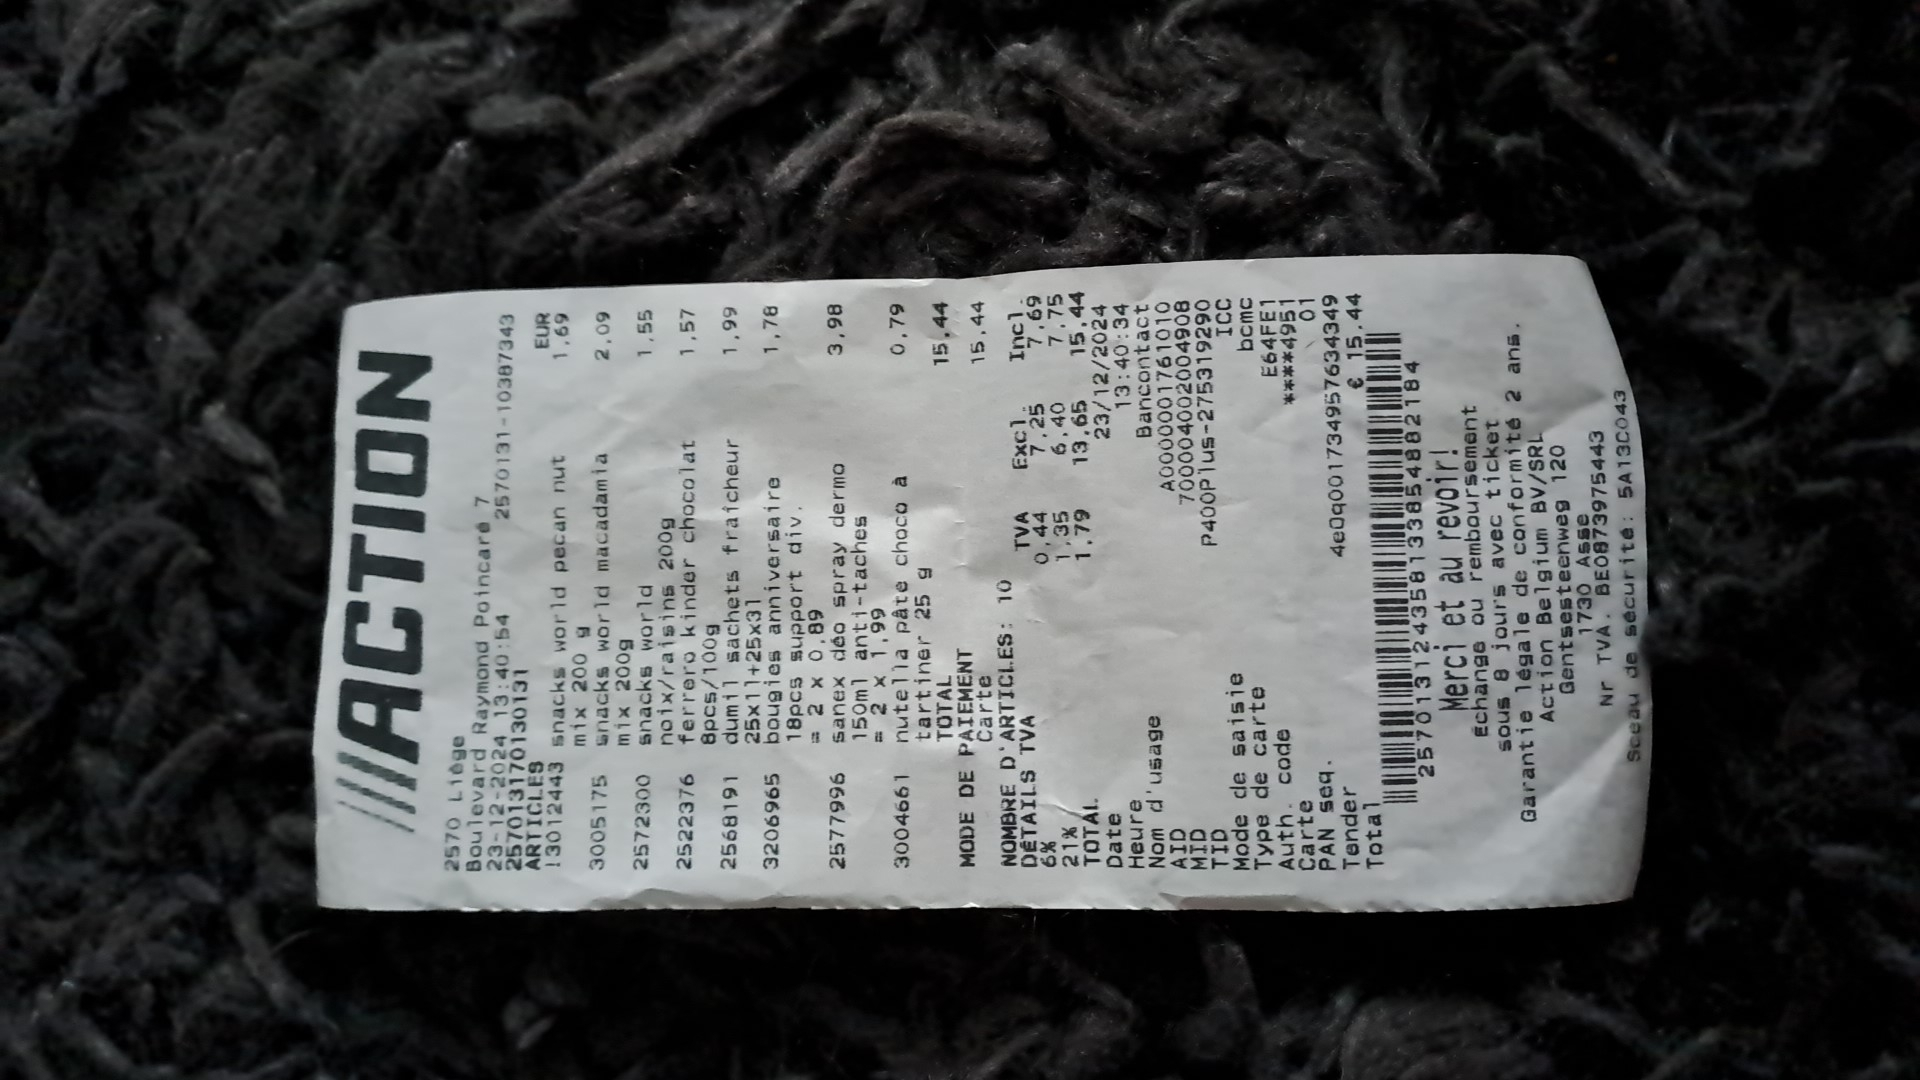 ACTION
2570 Liège
Boulevard Raymond Poincaré 7
23-12-2024 13:40:54 2570131-10387343
2570131170130131
ARTICLES EUR
!3012443 snacks world pecan nut 1,69
mix 200 g
3005175 snacks world macadamia 2,09
mix 200g
2572300 snacks world 1,55
noix/raisins 200g
2522376 ferrero kinder chocolat 1,57
8pcs/100g
2568191 dumil sachets fraîcheur 1,99
25x1l+25x3l
3206965 bougies anniversaire 1,78
18pcs support div.
= 2 x 0,89
2577996 sanex déo spray dermo 3,98
150ml anti-taches
= 2 x 1,99
3004661 nutella pâte choco à 0,79
tartiner 25 g
TOTAL 15,44
MODE DE PAIEMENT
Carte 15,44
NOMBRE D'ARTICLES: 10
DÉTAILS TVA TVA Excl. Incl.
6% 0,44 7,25 7,69
21% 1,35 6,40 7,75
TOTAL 1,79 13,65 15,44
Date 23/12/2024
Heure 13:40:34
Nom d'usage Bancontact
AID A0000001761010
MID 7000040020004908
TID P400Plus-275319290
Mode de saisie ICC
Type de carte bcmc
Auth. code E64FE1
Carte ****4951
PAN seq. 01
Tender 4e0q001734957634349
Total € 15.44
25701312435813385488 2184
Merci et au revoir!
Échange ou remboursement
sous 8 jours avec ticket
Garantie légale de conformité 2 ans.
Action Belgium BV/SRL
Gentsesteenweg 120
1730 Asse
Nr TVA. BE0873975443
Sceau de sécurité: 5A13C043